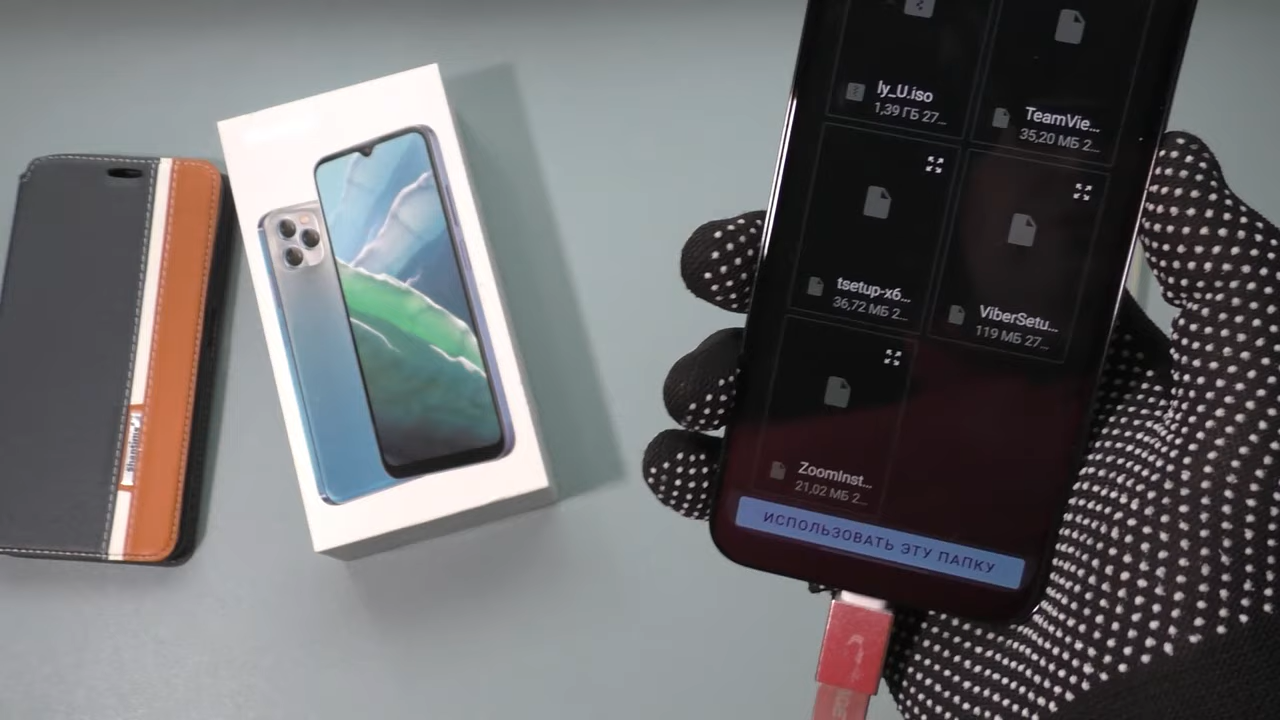 ly_U.iso
1,39 ГБ 27...
TeamVie...
35,20 МБ 2...
tsetup-x6...
36,72 МБ 2...
ViberSetu...
119 МБ 27...
ZoomInst...
21,02 МБ 2...
ИСПОЛЬЗОВАТЬ ЭТУ ПАПКУ